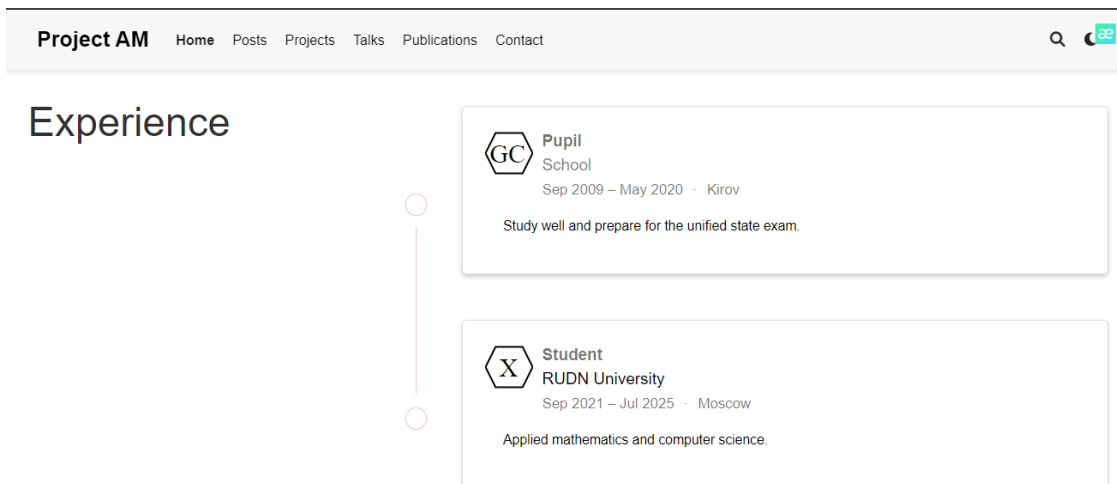 Project AM Home Posts Projects Talks Publications Contact æ
Experience
GC
Pupil
School
Sep 2009 – May 2020 · Kirov
Study well and prepare for the unified state exam.
X
Student
RUDN University
Sep 2021 – Jul 2025 · Moscow
Applied mathematics and computer science.